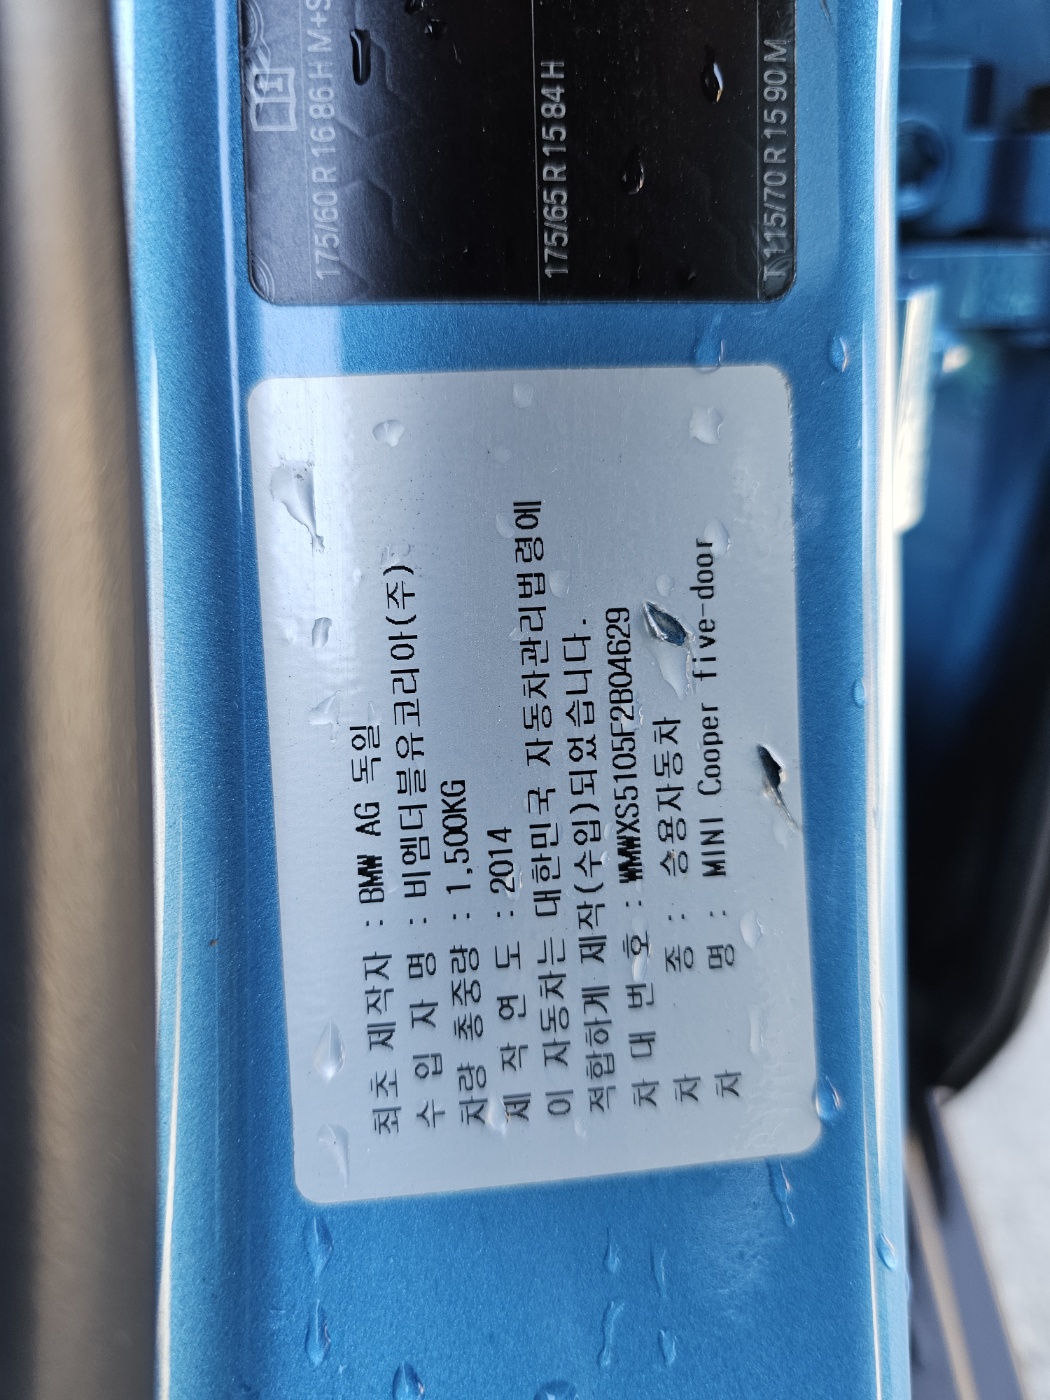 175/60 R 16 86 H M+S
175/65 R 15 84 H
T 115/70 R 15 90 M
최초 제작자 : BMW AG 독일
수 입 자 명 : 비엠더블유코리아(주)
차량 총중량 : 1,500KG
제 작 연 도 : 2014
이 자동차는 대한민국 자동차관리법령에
적합하게 제작(수입)되었습니다.
차 대 번 호 : WMWXS5105F2B04629
차 종 : 승용자동차
차 명 : MINI Cooper five-door